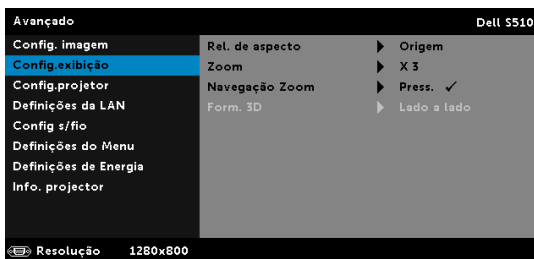 Avançado Dell S510
Config. imagem
Config.exibição
Config.projetor
Definições da LAN
Config s/fio
Definições do Menu
Definições de Energia
Info. projector
Rel. de aspecto Origem
Zoom X 3
Navegação Zoom Press. ✓
Form. 3D Lado a lado
Resolução 1280x800